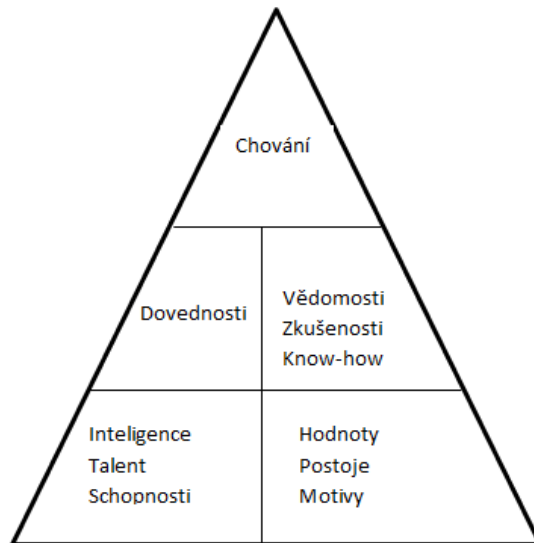 Chování
Dovednosti
Vědomosti
Zkušenosti
Know-how
Inteligence
Talent
Schopnosti
Hodnoty
Postoje
Motivy